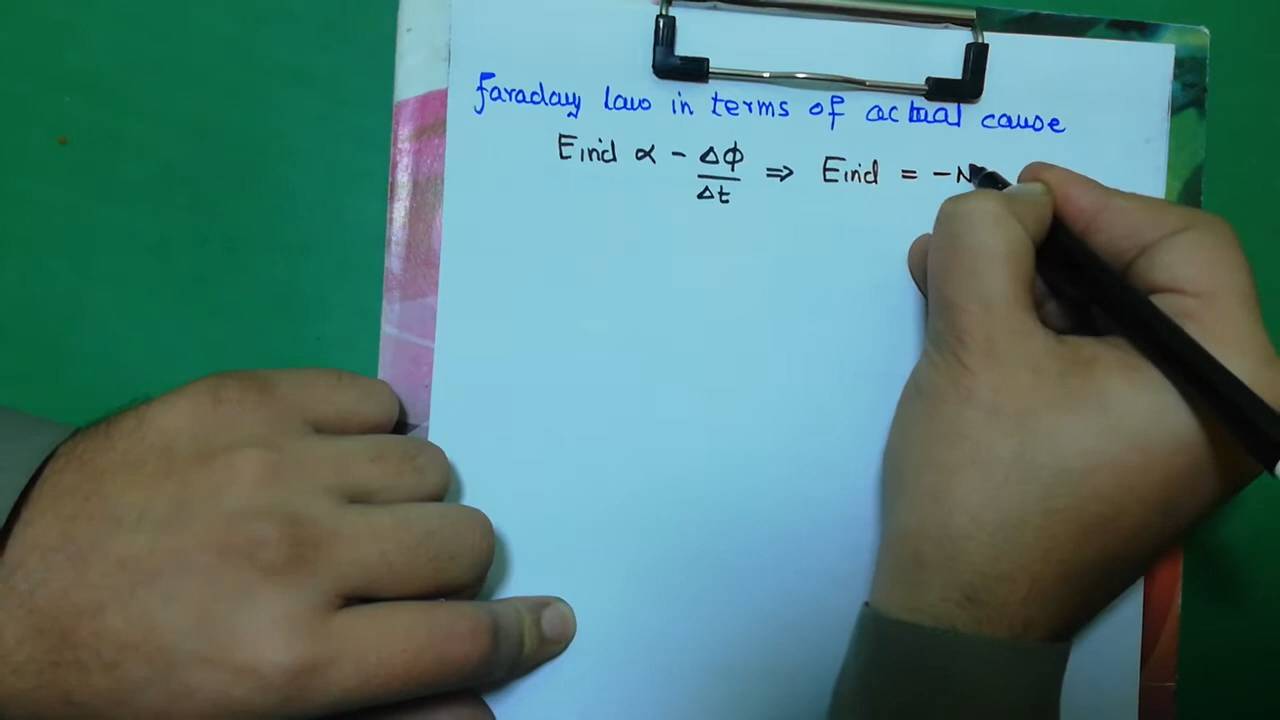 Faraday law in terms of actual cause
Eind α - Δϕ/Δt ⇒ Eind = -N